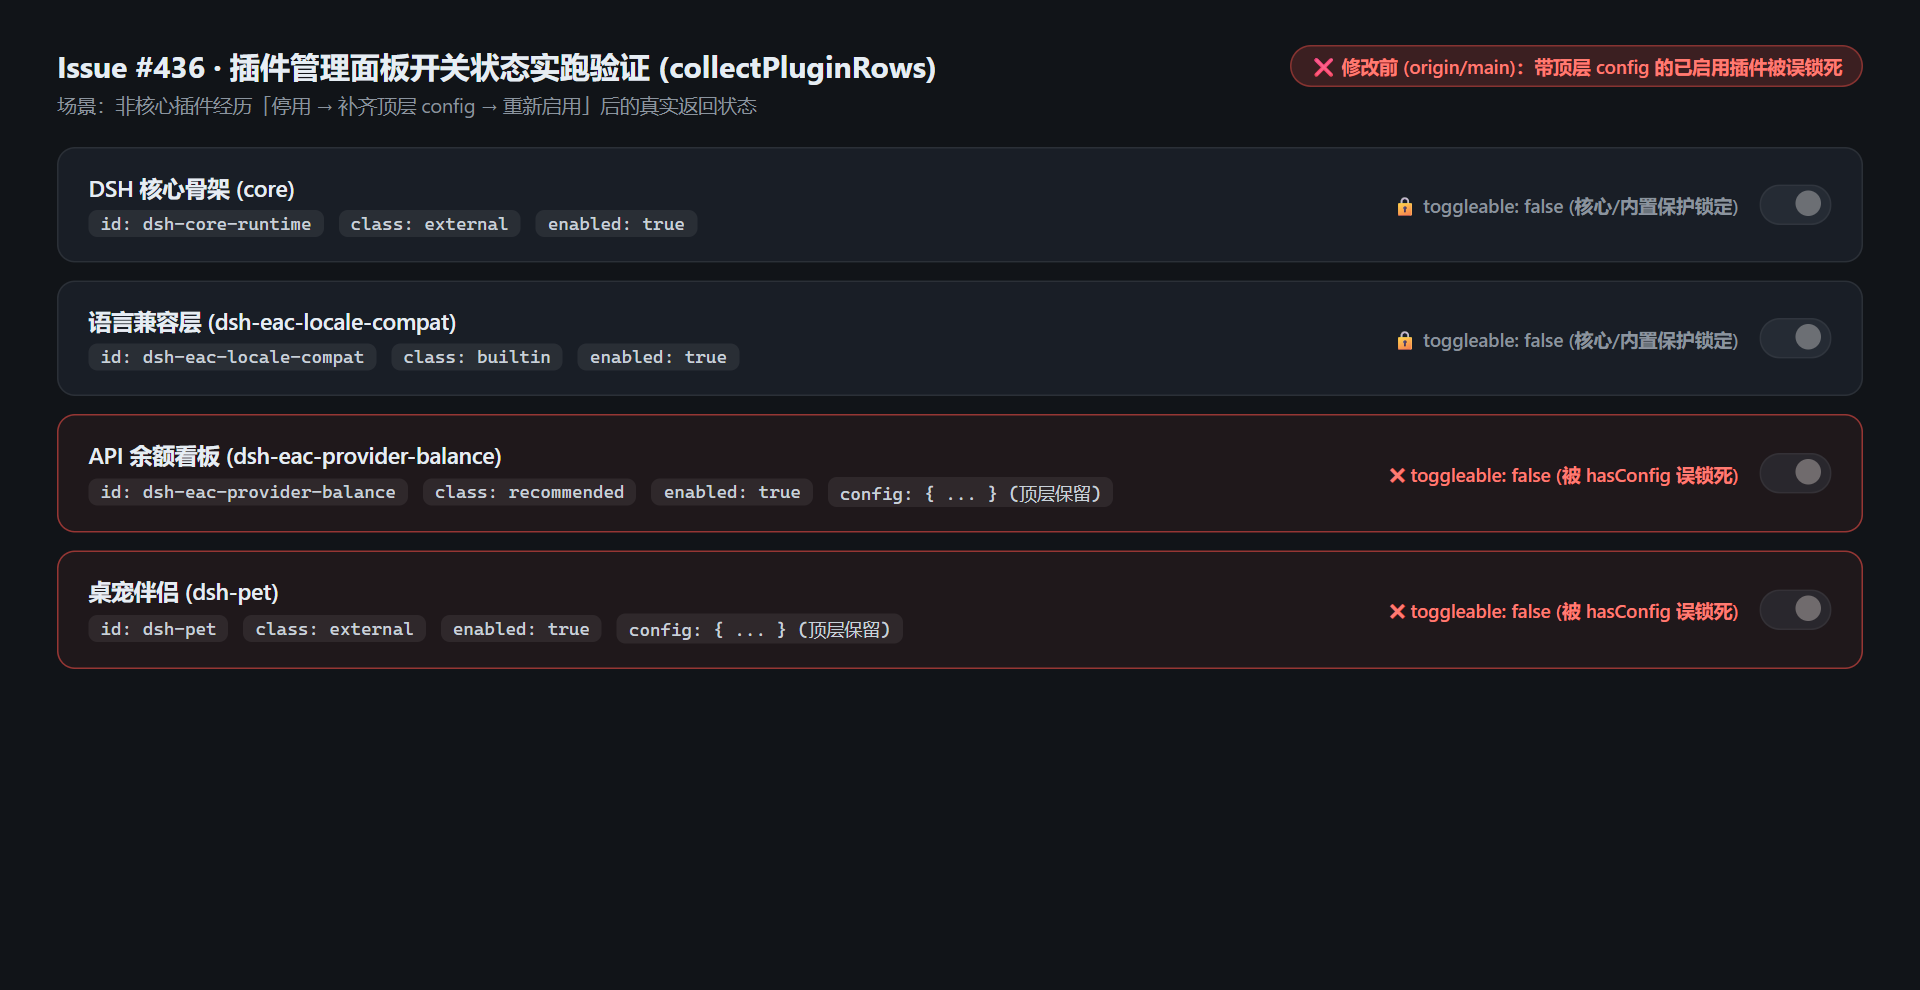 Issue #436 · 插件管理面板开关状态实跑验证 (collectPluginRows)
❌ 修改前 (origin/main)：带顶层 config 的已启用插件被误锁死
场景：非核心插件经历「停用 → 补齐顶层 config → 重新启用」后的真实返回状态
DSH 核心骨架 (core)
id: dsh-core-runtime class: external enabled: true
🔒 toggleable: false (核心/内置保护锁定)
语言兼容层 (dsh-eac-locale-compat)
id: dsh-eac-locale-compat class: builtin enabled: true
🔒 toggleable: false (核心/内置保护锁定)
API 余额看板 (dsh-eac-provider-balance)
id: dsh-eac-provider-balance class: recommended enabled: true config: { ... } (顶层保留)
❌ toggleable: false (被 hasConfig 误锁死)
桌宠伴侣 (dsh-pet)
id: dsh-pet class: external enabled: true config: { ... } (顶层保留)
❌ toggleable: false (被 hasConfig 误锁死)